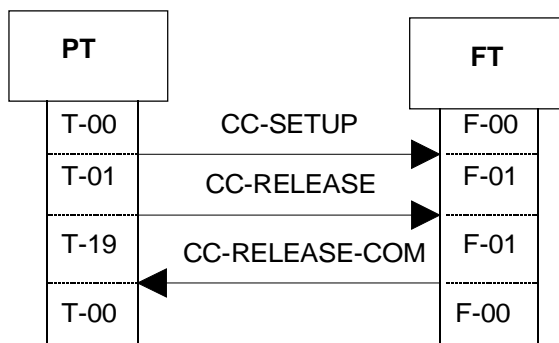 PT
FT
T-00
CC-SETUP
F-00
T-01
CC-RELEASE
F-01
T-19
CC-RELEASE-COM
F-01
T-00
F-00